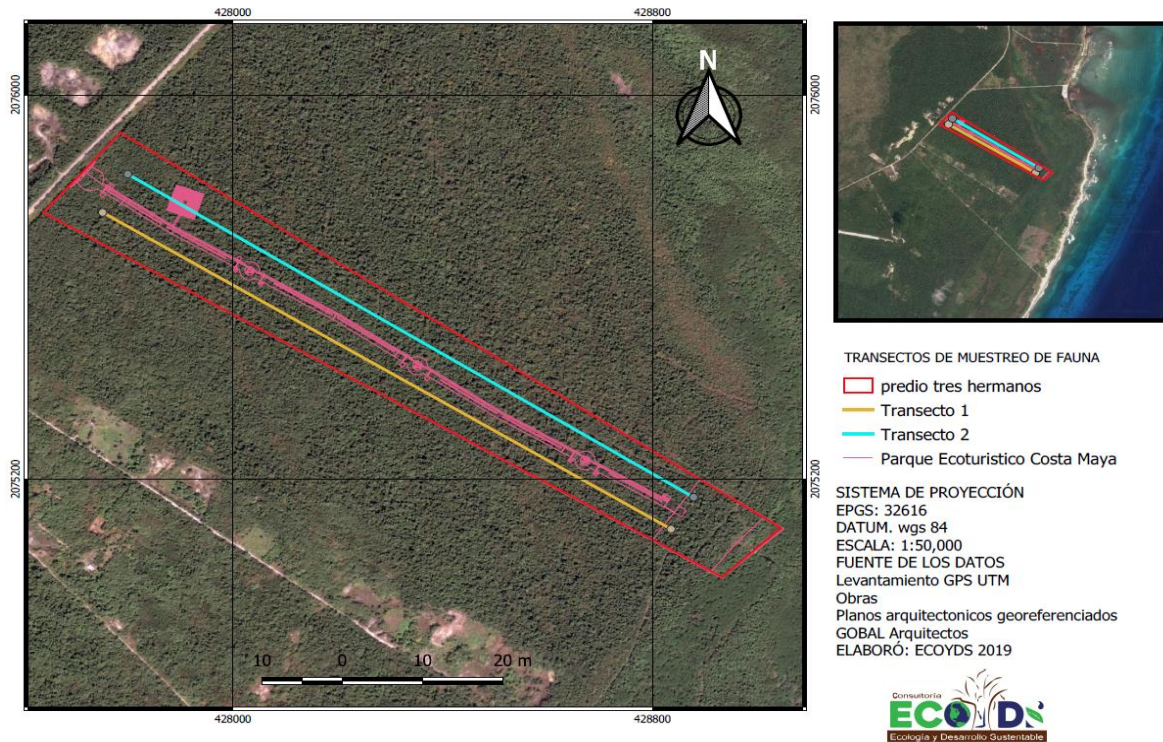 428000
428800
2076000
2076000
N
2075200
2075200
10 0 10 20 m
428000
428800
TRANSECTOS DE MUESTREO DE FAUNA
predio tres hermanos
Transecto 1
Transecto 2
Parque Ecoturistico Costa Maya
SISTEMA DE PROYECCIÓN
EPGS: 32616
DATUM. wgs 84
ESCALA: 1:50,000
FUENTE DE LOS DATOS
Levantamiento GPS UTM
Obras
Planos arquitectonicos georeferenciados
GOBAL Arquitectos
ELABORÓ: ECOYDS 2019
Consultoría
ECOYDS
Ecología y Desarrollo Sustentable